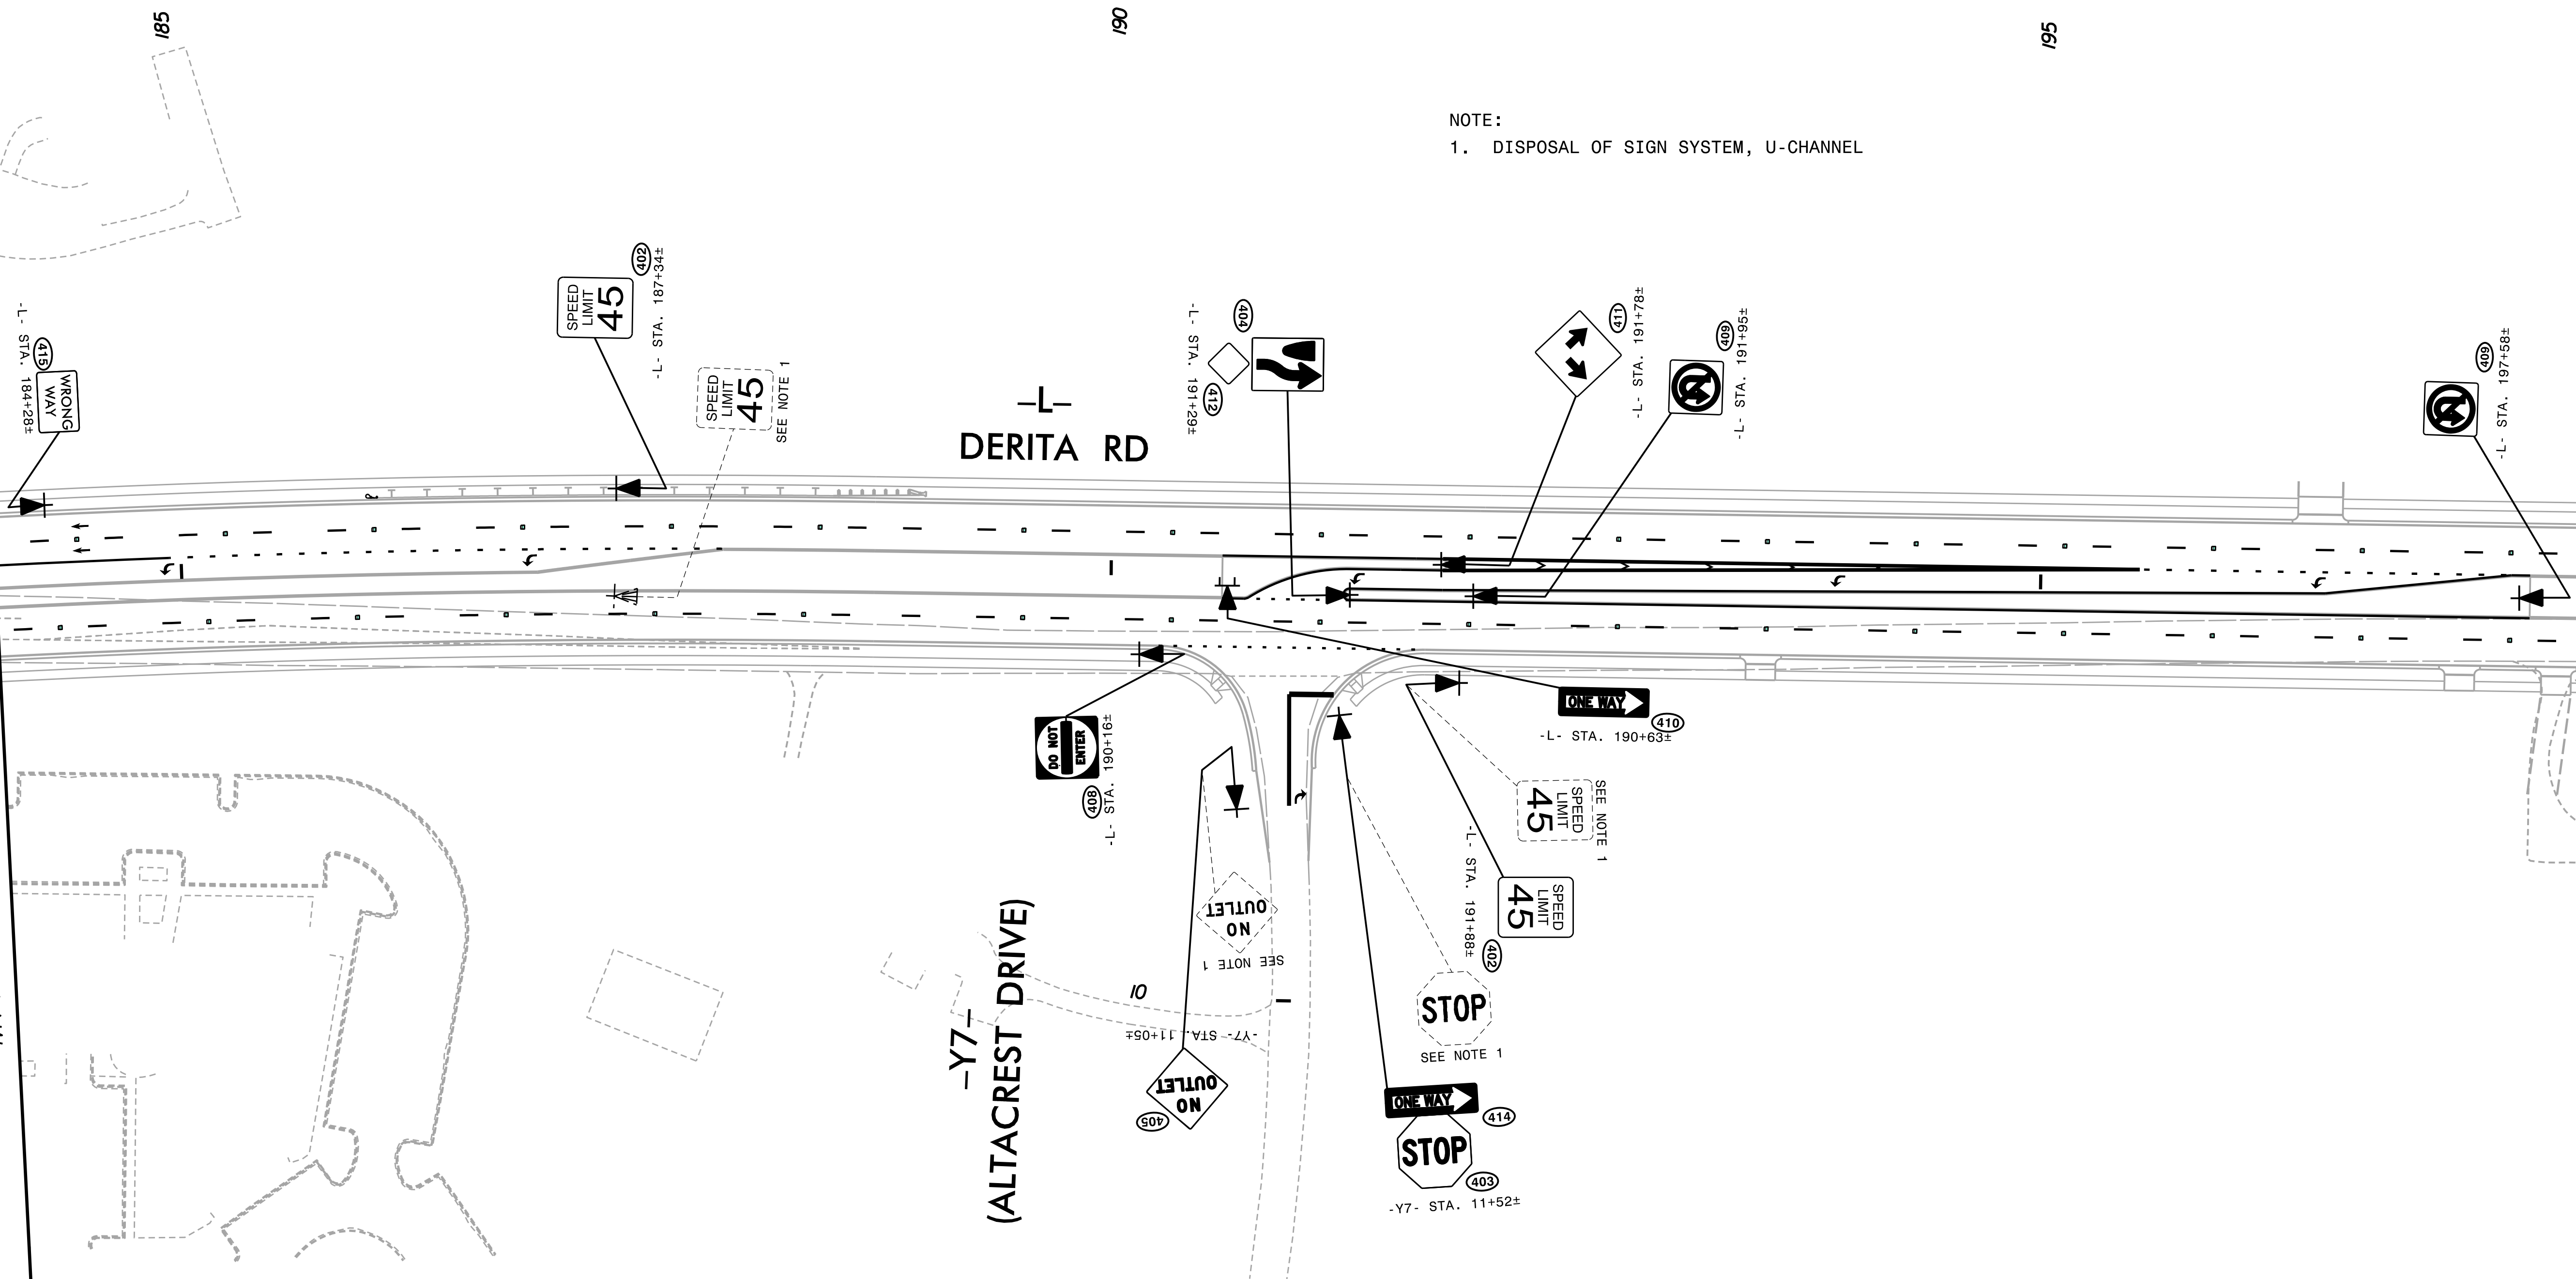 185
190
195
NOTE:
1. DISPOSAL OF SIGN SYSTEM, U-CHANNEL
-L- STA. 184+28±
415
WRONG
WAY
SPEED
LIMIT
45
402
-L- STA. 187+34±
SPEED
LIMIT
45
SEE NOTE 1
-L-
DERITA RD
-L- STA. 191+29±
404
412
411
-L- STA. 191+78±
409
-L- STA. 191+95±
409
-L- STA. 197+58±
DO NOT
ENTER
408
-L- STA. 190+16±
ONE WAY
410
-L- STA. 190+63±
SPEED
LIMIT
45
SEE NOTE 1
SPEED
LIMIT
45
402
-L- STA. 191+88±
NO
OUTLET
SEE NOTE 1
10
-Y7- STA. 11+05±
NO
OUTLET
405
-Y7-
(ALTACREST DRIVE)
STOP
SEE NOTE 1
ONE WAY
414
STOP
403
-Y7- STA. 11+52±